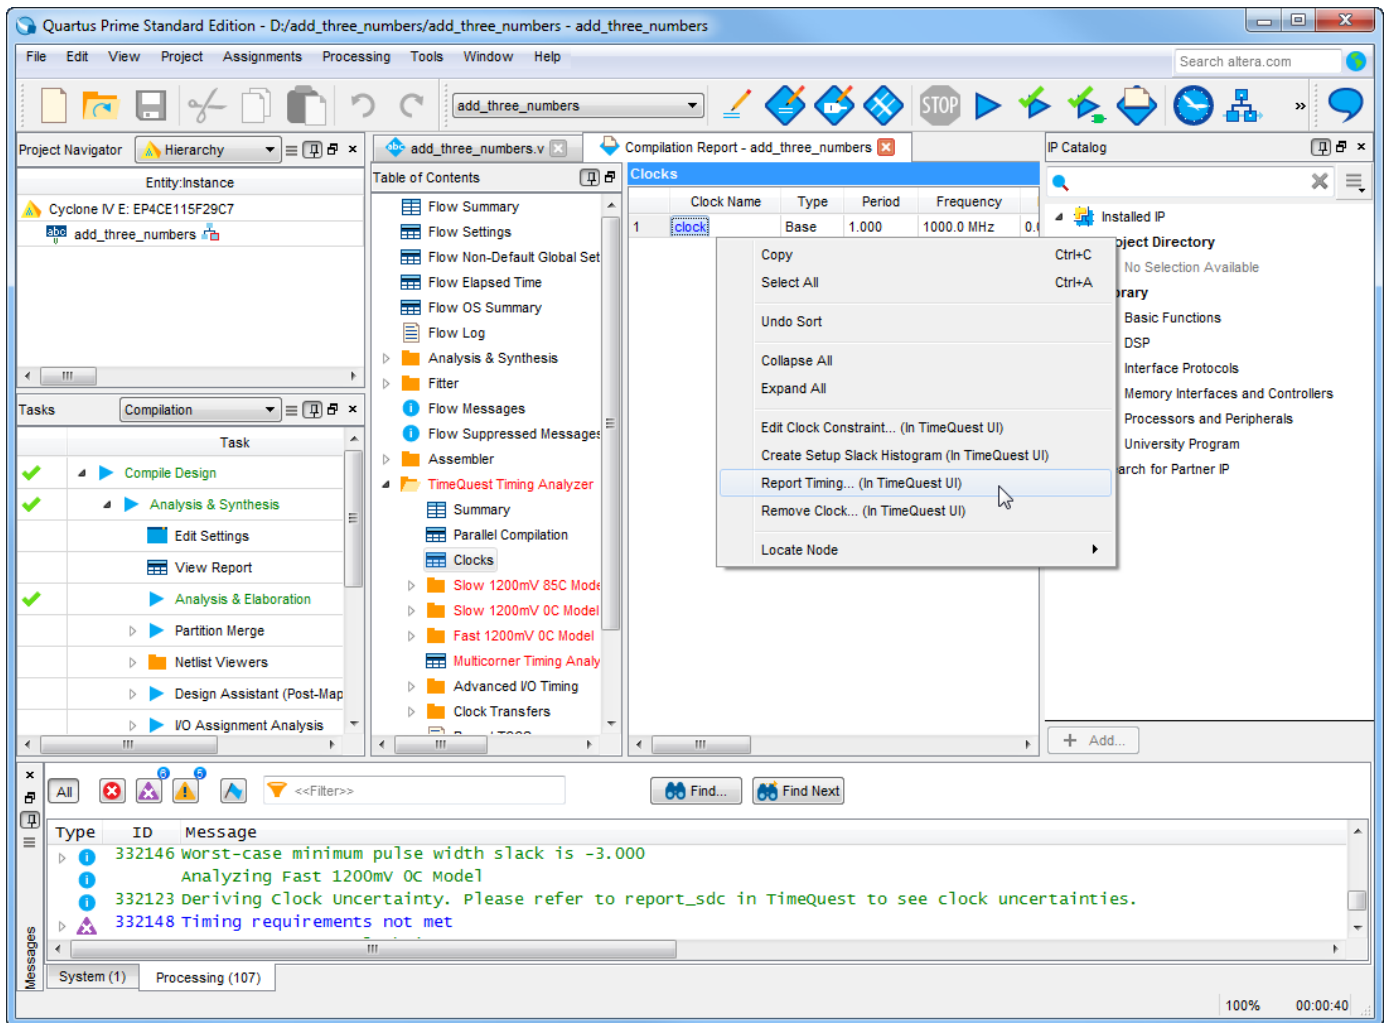 Quartus Prime Standard Edition - D:/add_three_numbers/add_three_numbers - add_three_numbers
File Edit View Project Assignments Processing Tools Window Help
Search altera.com
add_three_numbers
STOP
»
Project Navigator
Hierarchy
Entity:Instance
Cyclone IV E: EP4CE115F29C7
abc add_three_numbers
Tasks
Compilation
Task
Compile Design
Analysis & Synthesis
Edit Settings
View Report
Analysis & Elaboration
Partition Merge
Netlist Viewers
Design Assistant (Post-Map
I/O Assignment Analysis
abc add_three_numbers.v
Compilation Report - add_three_numbers
Table of Contents
Flow Summary
Flow Settings
Flow Non-Default Global Set
Flow Elapsed Time
Flow OS Summary
Flow Log
Analysis & Synthesis
Fitter
Flow Messages
Flow Suppressed Messages
Assembler
TimeQuest Timing Analyzer
Summary
Parallel Compilation
Clocks
Slow 1200mV 85C Mode
Slow 1200mV 0C Model
Fast 1200mV 0C Model
Multicorner Timing Analy
Advanced I/O Timing
Clock Transfers
Clocks
Clock Name Type Period Frequency
1 clock Base 1.000 1000.0 MHz 0.0
Copy Ctrl+C
Select All Ctrl+A
Undo Sort
Collapse All
Expand All
Edit Clock Constraint... (In TimeQuest UI)
Create Setup Slack Histogram (In TimeQuest UI)
Report Timing... (In TimeQuest UI)
Remove Clock... (In TimeQuest UI)
Locate Node
IP Catalog
Installed IP
oject Directory
No Selection Available
rary
Basic Functions
DSP
Interface Protocols
Memory Interfaces and Controllers
Processors and Peripherals
University Program
arch for Partner IP
+ Add...
All
6
5
<<Filter>>
Find...
Find Next
Type ID Message
332146 Worst-case minimum pulse width slack is -3.000
Analyzing Fast 1200mV 0C Model
332123 Deriving Clock Uncertainty. Please refer to report_sdc in TimeQuest to see clock uncertainties.
332148 Timing requirements not met
Messages
System (1)
Processing (107)
100% 00:00:40